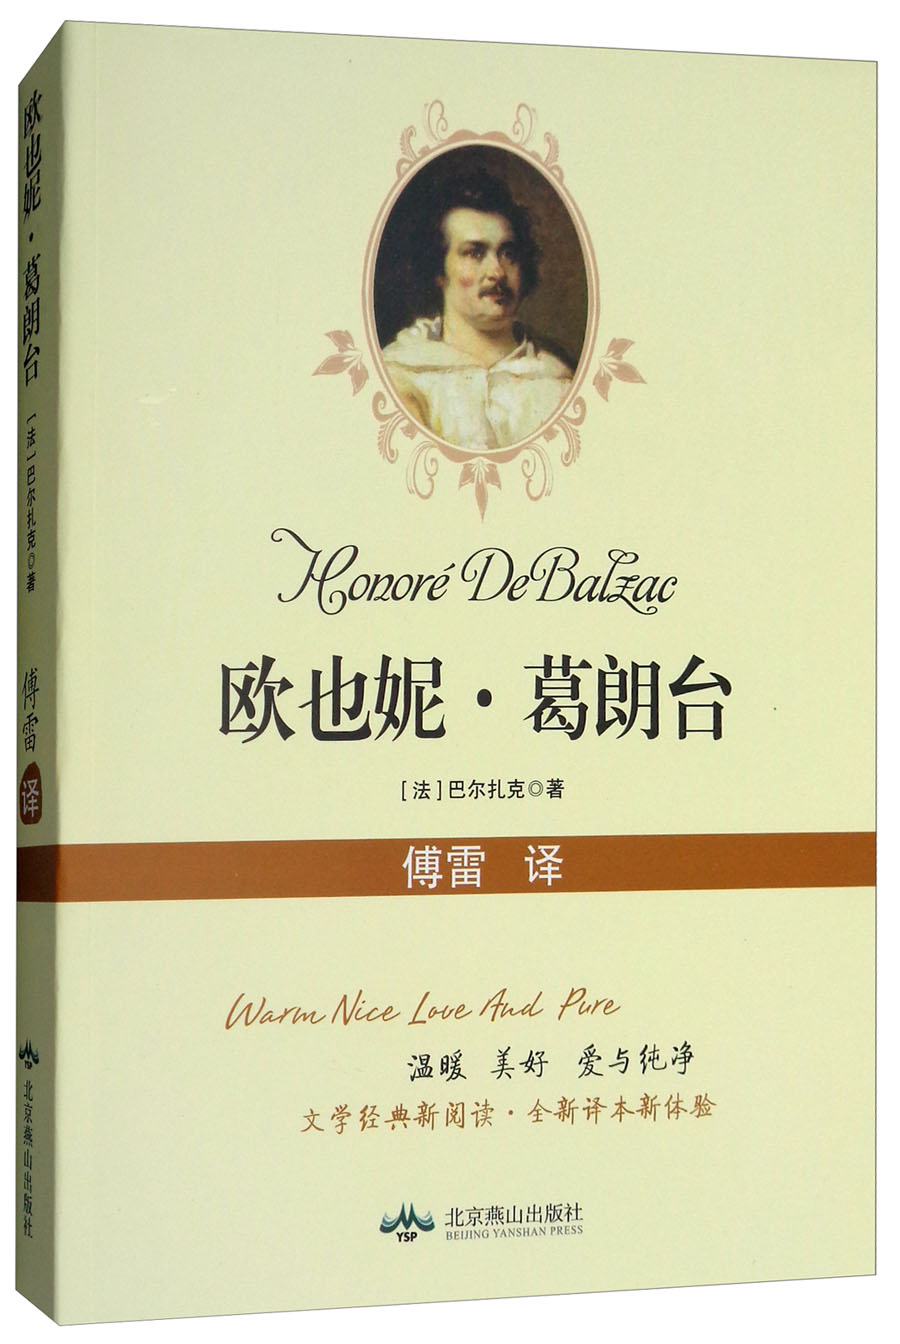 欧也妮·葛朗台
[法]巴尔扎克◎著
傅雷
译
YSP
北京燕山出版社
Honoré De Balzac
欧也妮·葛朗台
[法]巴尔扎克◎著
傅雷 译
Warm Nice Love And Pure
温暖 美好 爱与纯净
文学经典新阅读·全新译本新体验
YSP
北京燕山出版社
BEIJING YANSHAN PRESS